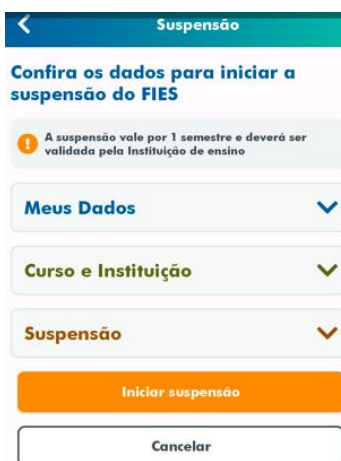 Suspensão
Confira os dados para iniciar a
suspensão do FIES
A suspensão vale por 1 semestre e deverá ser
validada pela Instituição de ensino
Meus Dados
Curso e Instituição
Suspensão
Iniciar suspensão
Cancelar